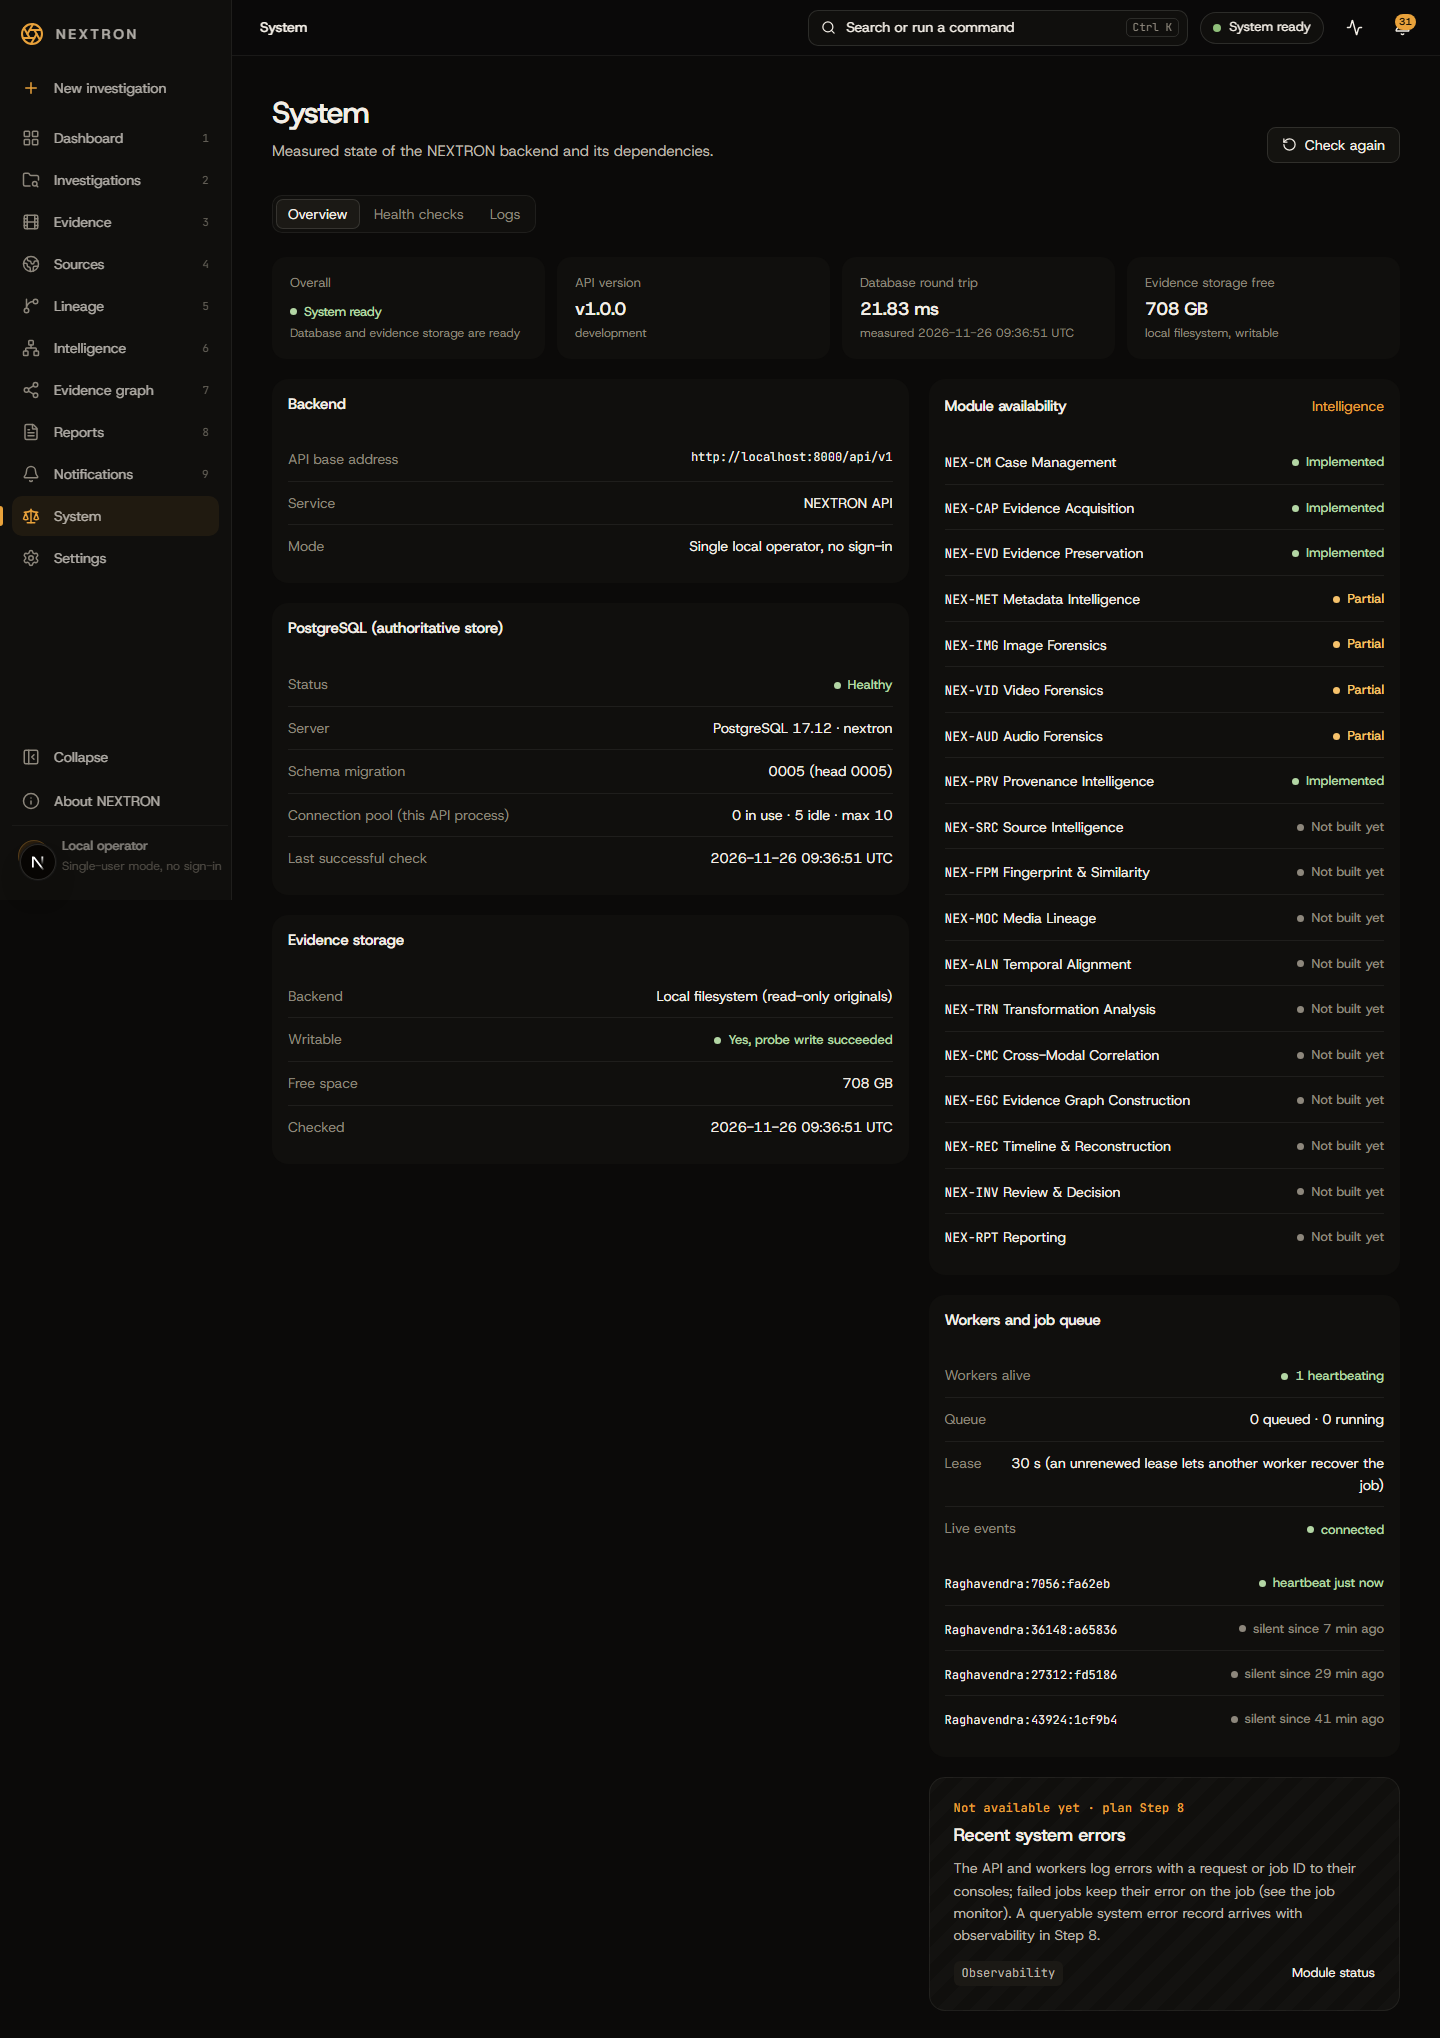 NEXTRON
New investigation
Dashboard 1
Investigations 2
Evidence 3
Sources 4
Lineage 5
Intelligence 6
Evidence graph 7
Reports 8
Notifications 9
System
Settings
Collapse
About NEXTRON
Local operator
Single-user mode, no sign-in
N
System
Search or run a command Ctrl K
System ready
31
System
Measured state of the NEXTRON backend and its dependencies.
Check again
Overview Health checks Logs
Overall
System ready
Database and evidence storage are ready
API version
v1.0.0
development
Database round trip
21.83 ms
measured 2026-11-26 09:36:51 UTC
Evidence storage free
708 GB
local filesystem, writable
Backend
API base address http://localhost:8000/api/v1
Service NEXTRON API
Mode Single local operator, no sign-in
PostgreSQL (authoritative store)
Status Healthy
Server PostgreSQL 17.12 · nextron
Schema migration 0005 (head 0005)
Connection pool (this API process) 0 in use · 5 idle · max 10
Last successful check 2026-11-26 09:36:51 UTC
Evidence storage
Backend Local filesystem (read-only originals)
Writable Yes, probe write succeeded
Free space 708 GB
Checked 2026-11-26 09:36:51 UTC
Module availability Intelligence
NEX-CM Case Management Implemented
NEX-CAP Evidence Acquisition Implemented
NEX-EVD Evidence Preservation Implemented
NEX-MET Metadata Intelligence Partial
NEX-IMG Image Forensics Partial
NEX-VID Video Forensics Partial
NEX-AUD Audio Forensics Partial
NEX-PRV Provenance Intelligence Implemented
NEX-SRC Source Intelligence Not built yet
NEX-FPM Fingerprint & Similarity Not built yet
NEX-MOC Media Lineage Not built yet
NEX-ALN Temporal Alignment Not built yet
NEX-TRN Transformation Analysis Not built yet
NEX-CMC Cross-Modal Correlation Not built yet
NEX-EGC Evidence Graph Construction Not built yet
NEX-REC Timeline & Reconstruction Not built yet
NEX-INV Review & Decision Not built yet
NEX-RPT Reporting Not built yet
Workers and job queue
Workers alive 1 heartbeating
Queue 0 queued · 0 running
Lease 30 s (an unrenewed lease lets another worker recover the
job)
Live events connected
Raghavendra:7056:fa62eb heartbeat just now
Raghavendra:36148:a65836 silent since 7 min ago
Raghavendra:27312:fd5186 silent since 29 min ago
Raghavendra:43924:1cf9b4 silent since 41 min ago
Not available yet · plan Step 8
Recent system errors
The API and workers log errors with a request or job ID to their
consoles; failed jobs keep their error on the job (see the job
monitor). A queryable system error record arrives with
observability in Step 8.
Observability Module status